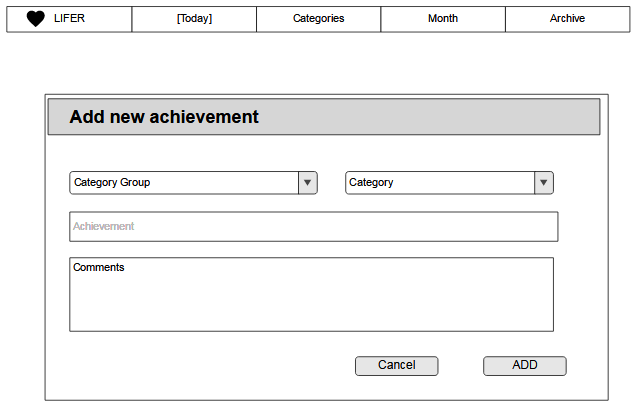 LIFER
[Today]
Categories
Month
Archive
Add new achievement
Category Group
Category
Achievement
Comments
Cancel
ADD